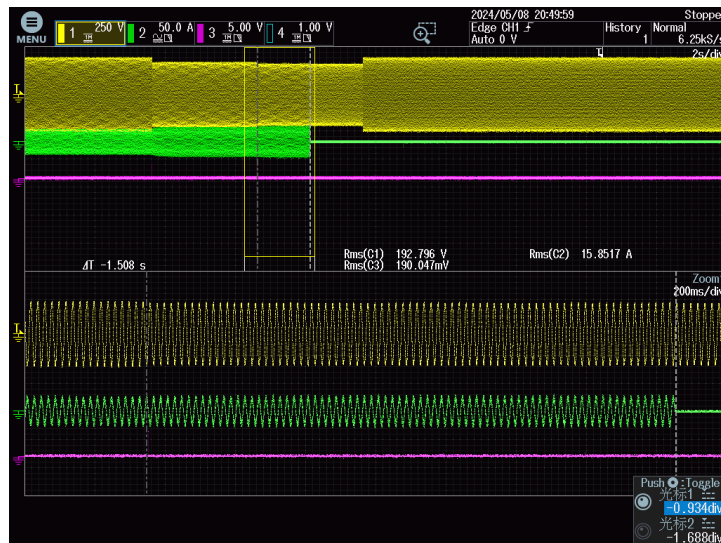 2024/05/08 20:49:59 Stoppe
MENU
1 250 V
2 50.0 A
3 5.00 V
4 1.00 V
Edge CH1
Auto 0 V
History
1
Normal
6.25kS/s
2s/div
T
ΔT -1.508 s
Rms(C1) 192.796 V
Rms(C2) 15.8517 A
Rms(C3) 190.047mV
Zoom1
200ms/div
T
Push :Toggle
光标1
-0.934div
光标2
-1.688div